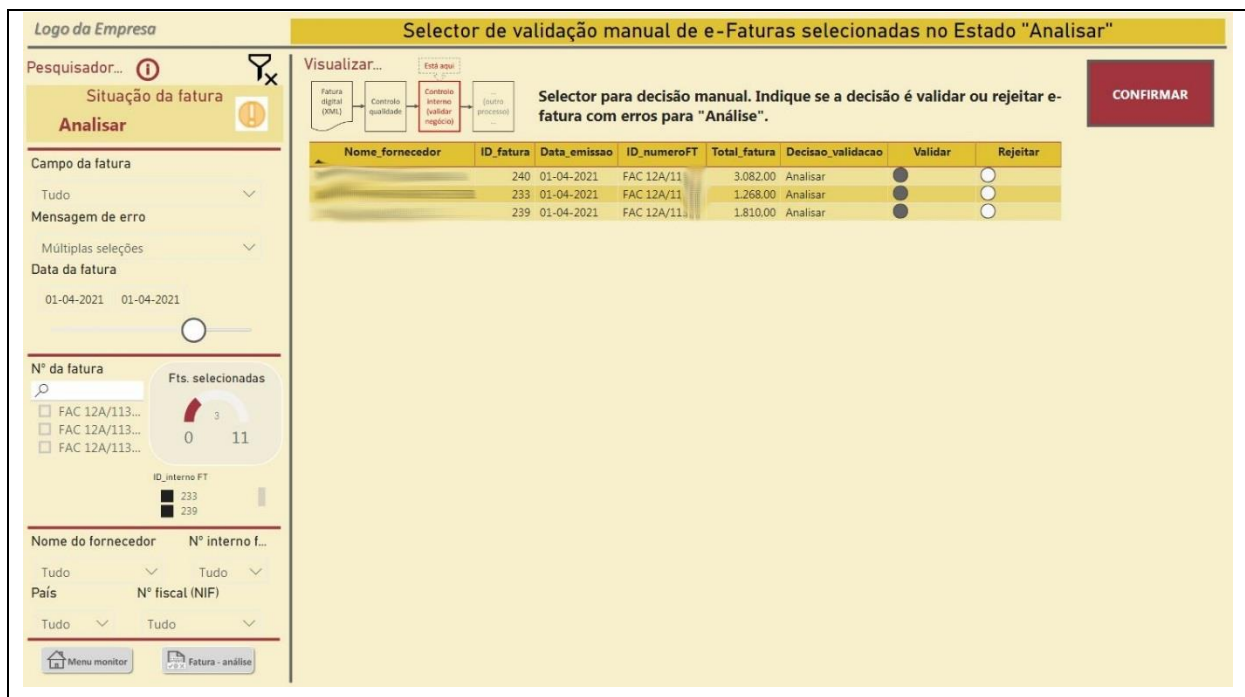 Logo da Empresa
Selector de validação manual de e-Faturas selecionadas no Estado "Analisar"
Pesquisador...
Situação da fatura
Analisar
Campo da fatura
Tudo
Mensagem de erro
Múltiplas seleções
Data da fatura
01-04-2021 01-04-2021
Nº da fatura
FAC 12A/113...
FAC 12A/113...
FAC 12A/113...
Fts. selecionadas
3
0 11
ID_interno FT
233
239
Nome do fornecedor Nº interno f...
Tudo Tudo
País Nº fiscal (NIF)
Tudo Tudo
Menu monitor Fatura - análise
Visualizar...
Está aqui
Fatura digital (XML)
Controlo qualidade
Controlo interno (validar negócio)
... (outro processo) ...
Selector para decisão manual. Indique se a decisão é validar ou rejeitar e-
fatura com erros para "Análise".
CONFIRMAR
Nome_fornecedor ID_fatura Data_emissao ID_numeroFT Total_fatura Decisao_validacao Validar Rejeitar
240 01-04-2021 FAC 12A/11 3.082,00 Analisar
233 01-04-2021 FAC 12A/11 1.268,00 Analisar
239 01-04-2021 FAC 12A/11 1.810,00 Analisar